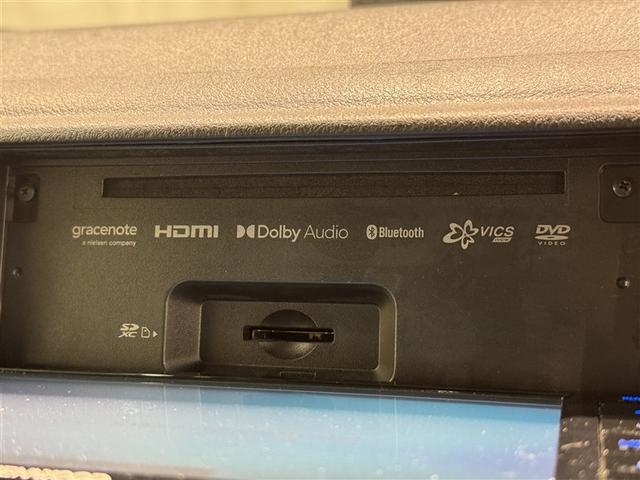 gracenote
a nielsen company
HDMI
Dolby Audio
Bluetooth
VICS
DVD
VIDEO
SD
XC